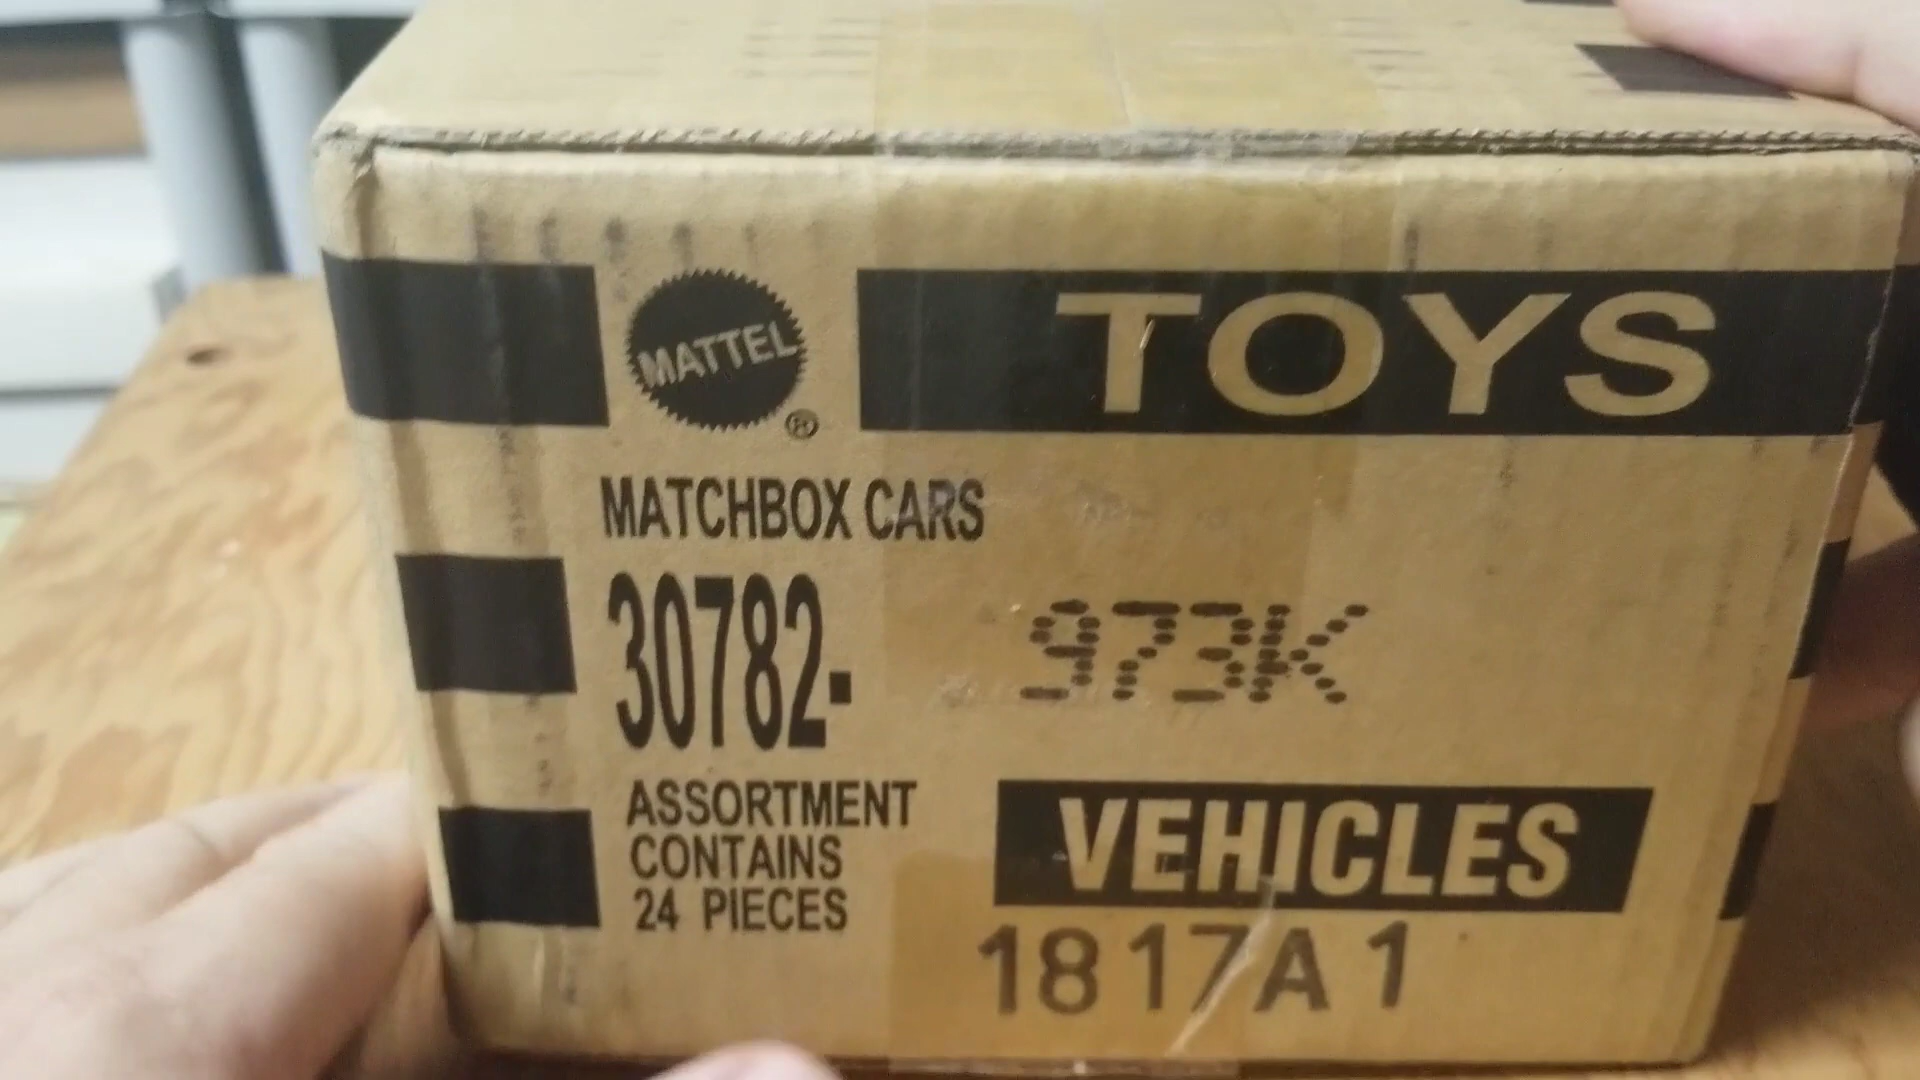 MATTEL
®
TOYS
MATCHBOX CARS
30782- 973K
ASSORTMENT
CONTAINS
24 PIECES
VEHICLES
1817A1